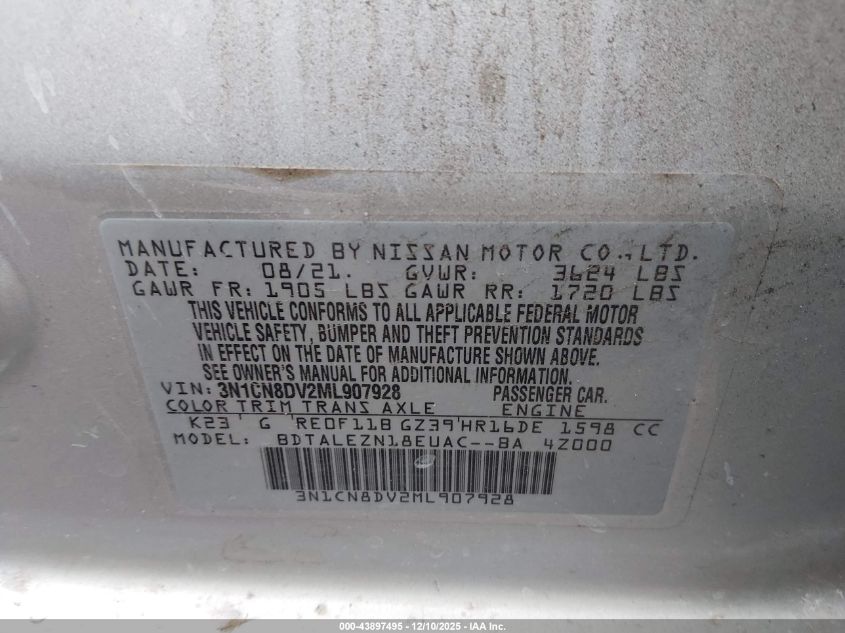 MANUFACTURED BY NISSAN MOTOR CO., LTD.
DATE: 08/21. GVWR: 3624 LBS
GAWR FR: 1905 LBS GAWR RR: 1720 LBS
THIS VEHICLE CONFORMS TO ALL APPLICABLE FEDERAL MOTOR
VEHICLE SAFETY, BUMPER AND THEFT PREVENTION STANDARDS
IN EFFECT ON THE DATE OF MANUFACTURE SHOWN ABOVE.
SEE OWNER'S MANUAL FOR ADDITIONAL INFORMATION.
VIN: 3N1CN8DV2ML907928 PASSENGER CAR.
COLOR TRIM TRANS AXLE ENGINE
K23 G RE0F11B GZ39 HR16DE 1598 CC
MODEL: BDTALEZN18EUAC--BA 4Z000
3N1CN8DV2ML907928
000-43897495 - 12/10/2025 - IAA, Inc.